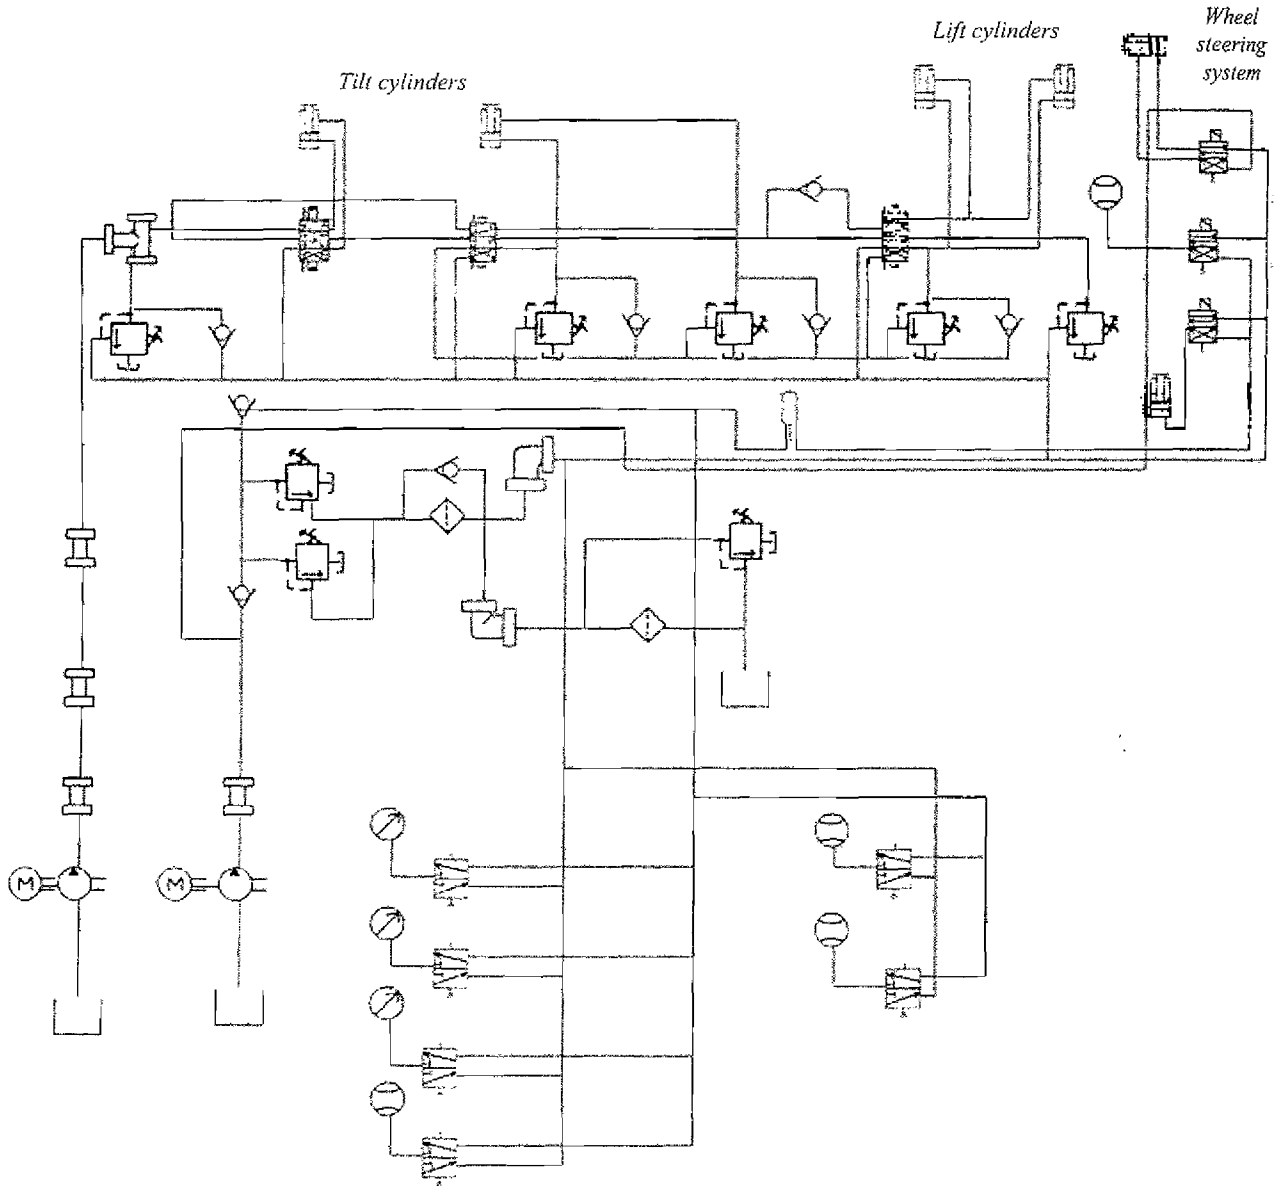 Tilt cylinders
Lift cylinders
Wheel
steering
system
M
M